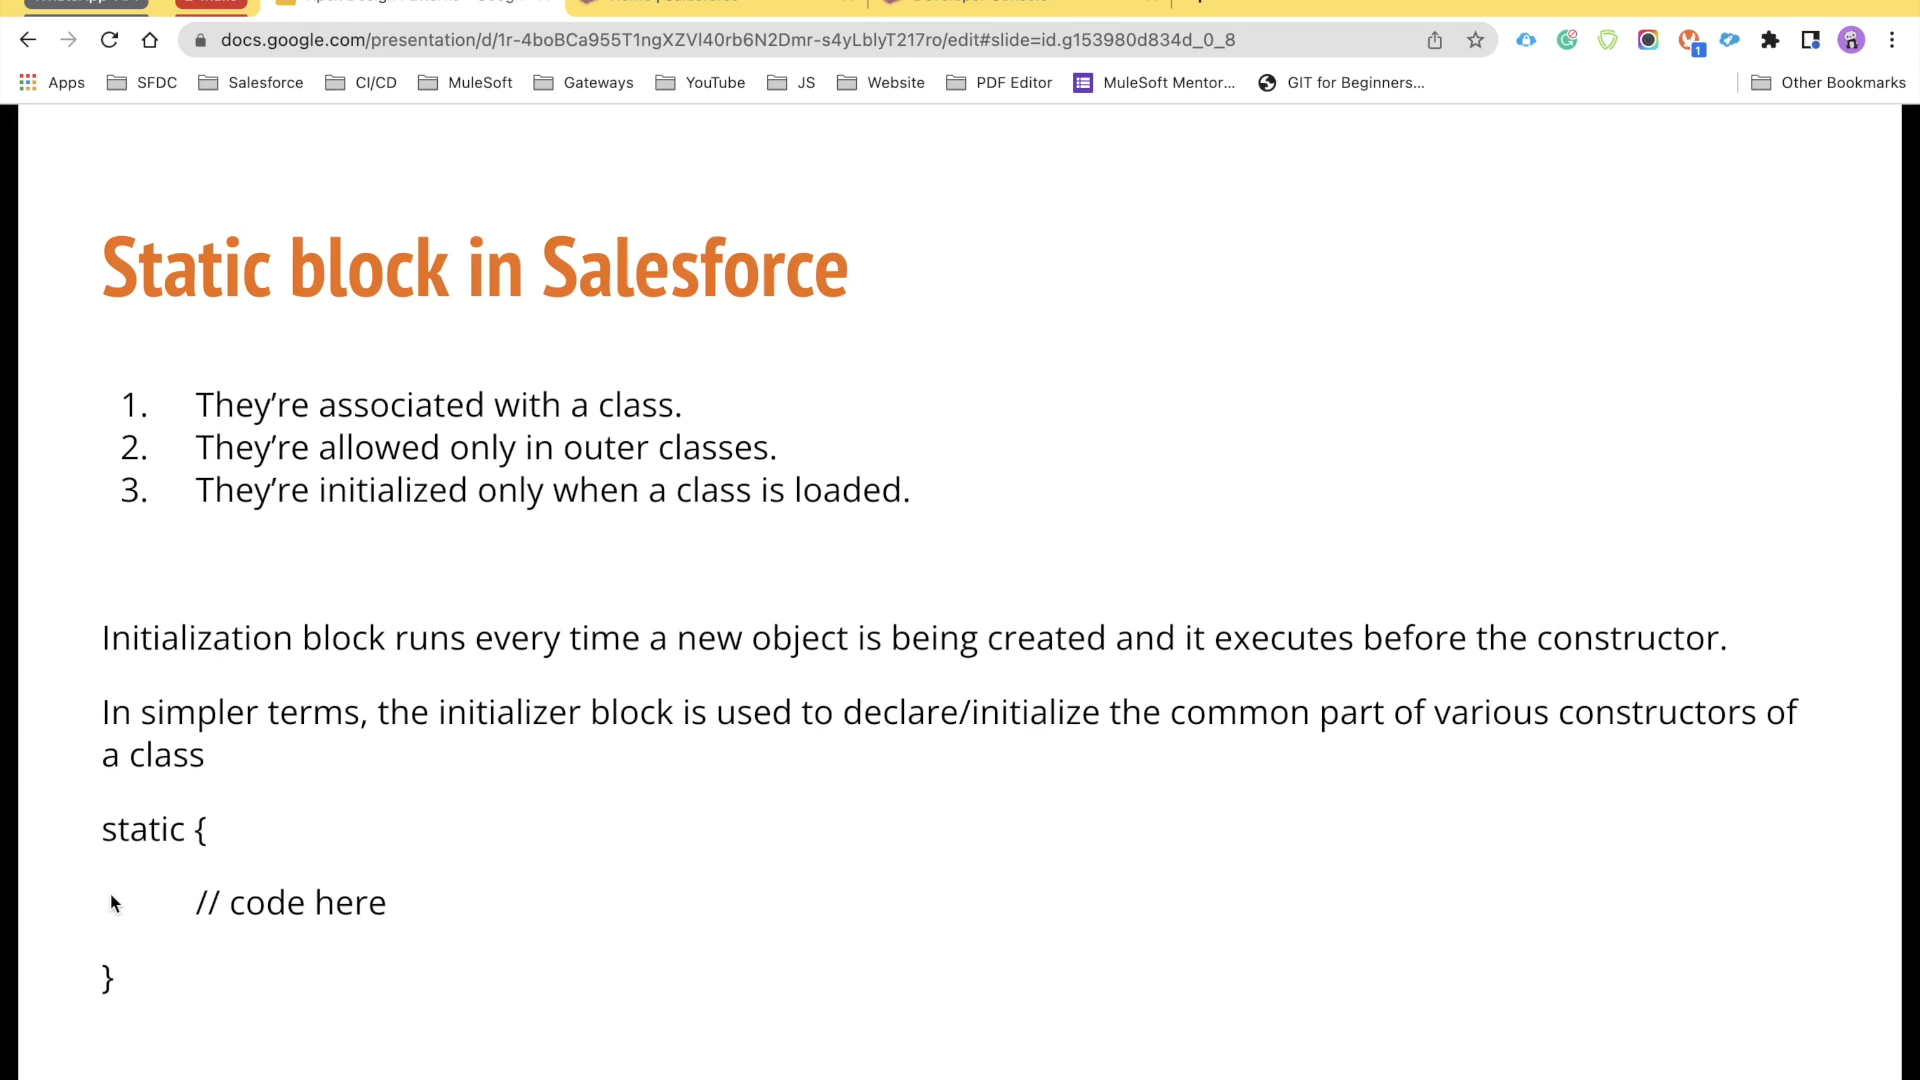 docs.google.com/presentation/d/1r-4boBCa955T1ngXZVl40rb6N2Dmr-s4yLblyT217ro/edit#slide=id.g153980d834d_0_8
1
Apps SFDC Salesforce CI/CD MuleSoft Gateways YouTube JS Website PDF Editor MuleSoft Mentor... GIT for Beginners... Other Bookmarks
Static block in Salesforce
1. They’re associated with a class.
2. They’re allowed only in outer classes.
3. They’re initialized only when a class is loaded.
Initialization block runs every time a new object is being created and it executes before the constructor.
In simpler terms, the initializer block is used to declare/initialize the common part of various constructors of
a class
static {
// code here
}